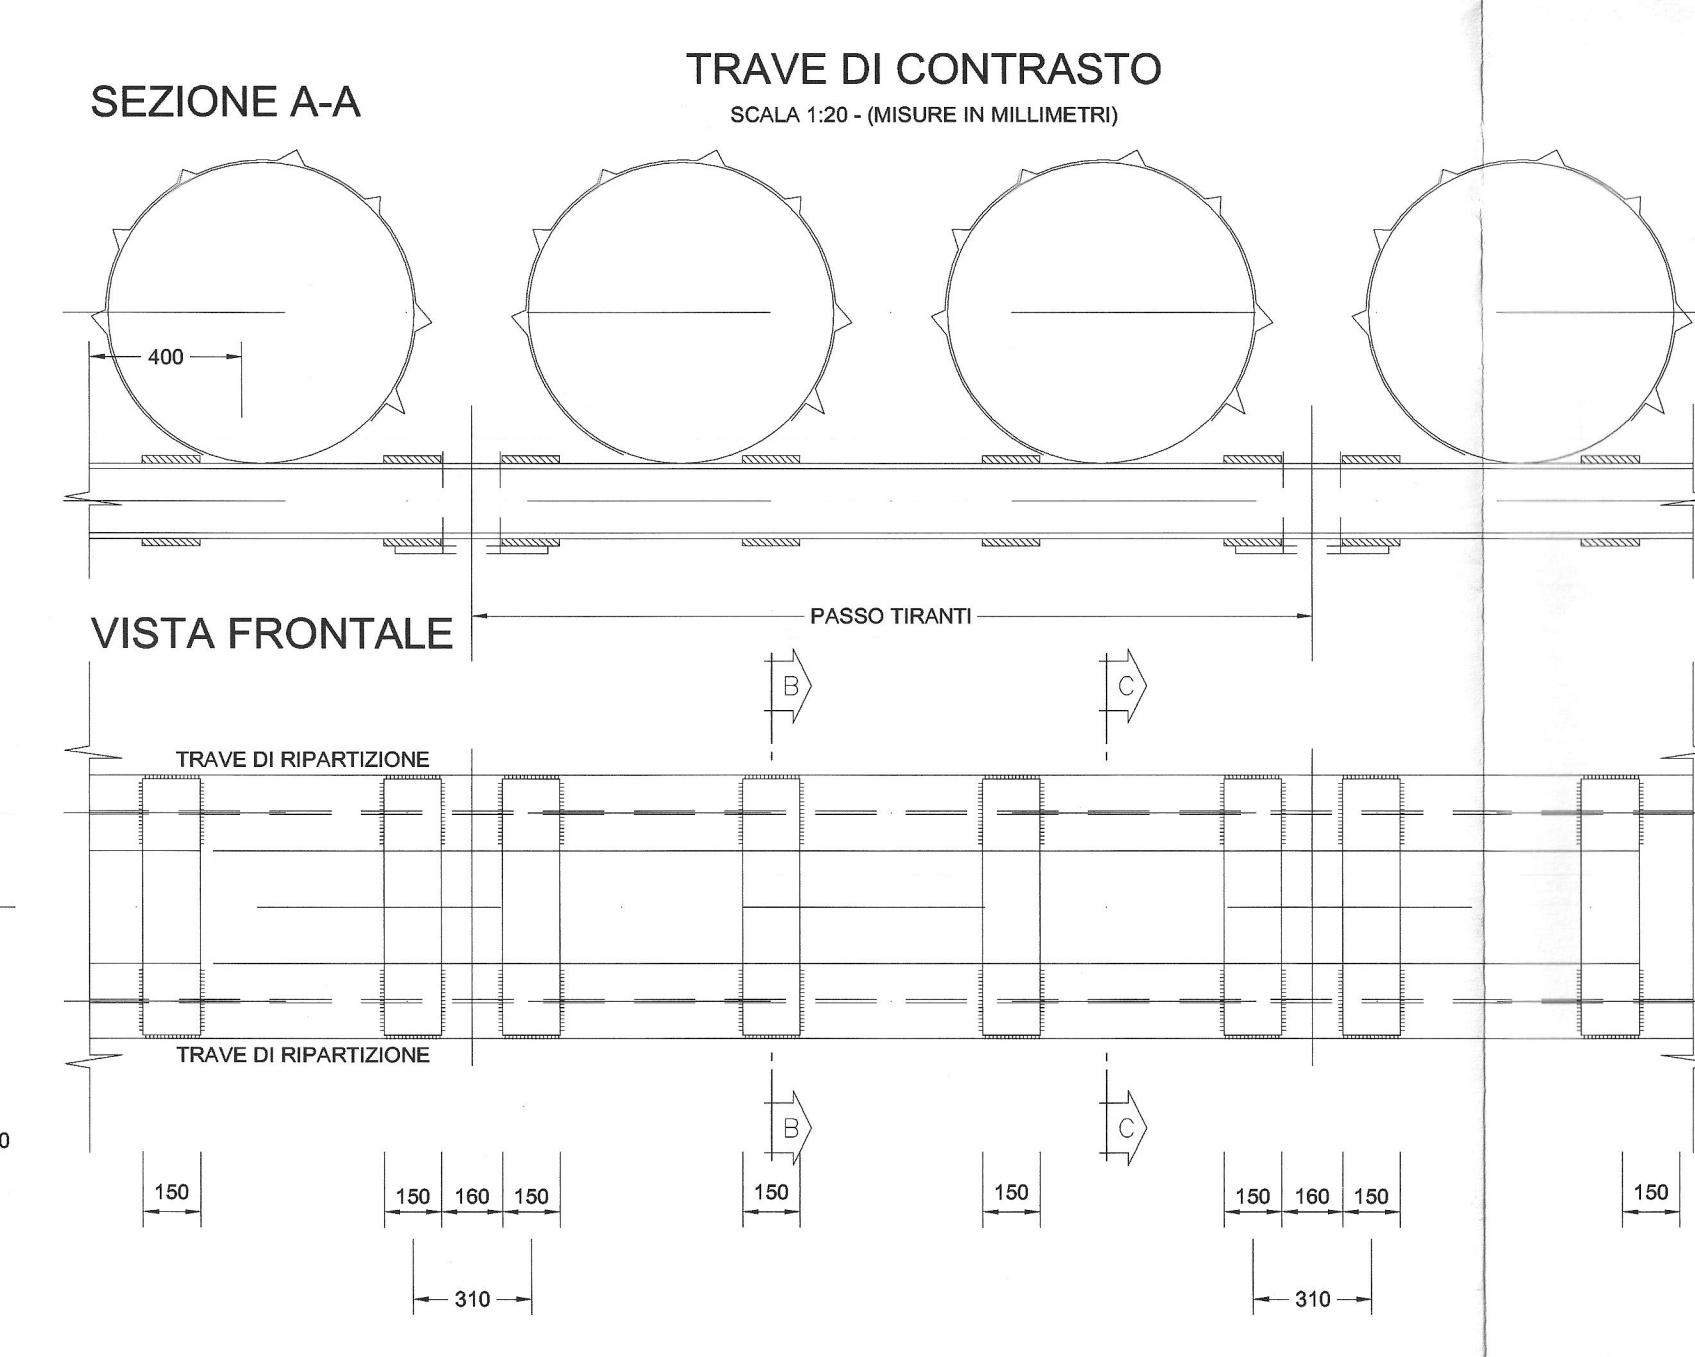 TRAVE DI CONTRASTO
SCALA 1:20 - (MISURE IN MILLIMETRI)
SEZIONE A-A
400
PASSO TIRANTI
VISTA FRONTALE
B
C
TRAVE DI RIPARTIZIONE
TRAVE DI RIPARTIZIONE
B
C
0
150
150
160
150
150
150
150
160
150
150
310
310